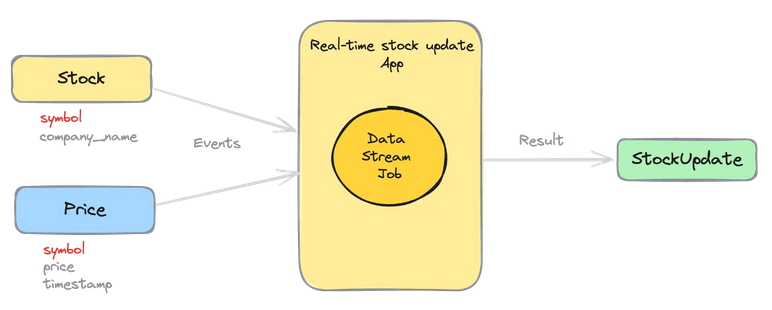 Stock
symbol
company_name
Events
Price
symbol
price
timestamp
Real-time stock update
App
Data
Stream
Job
Result
StockUpdate